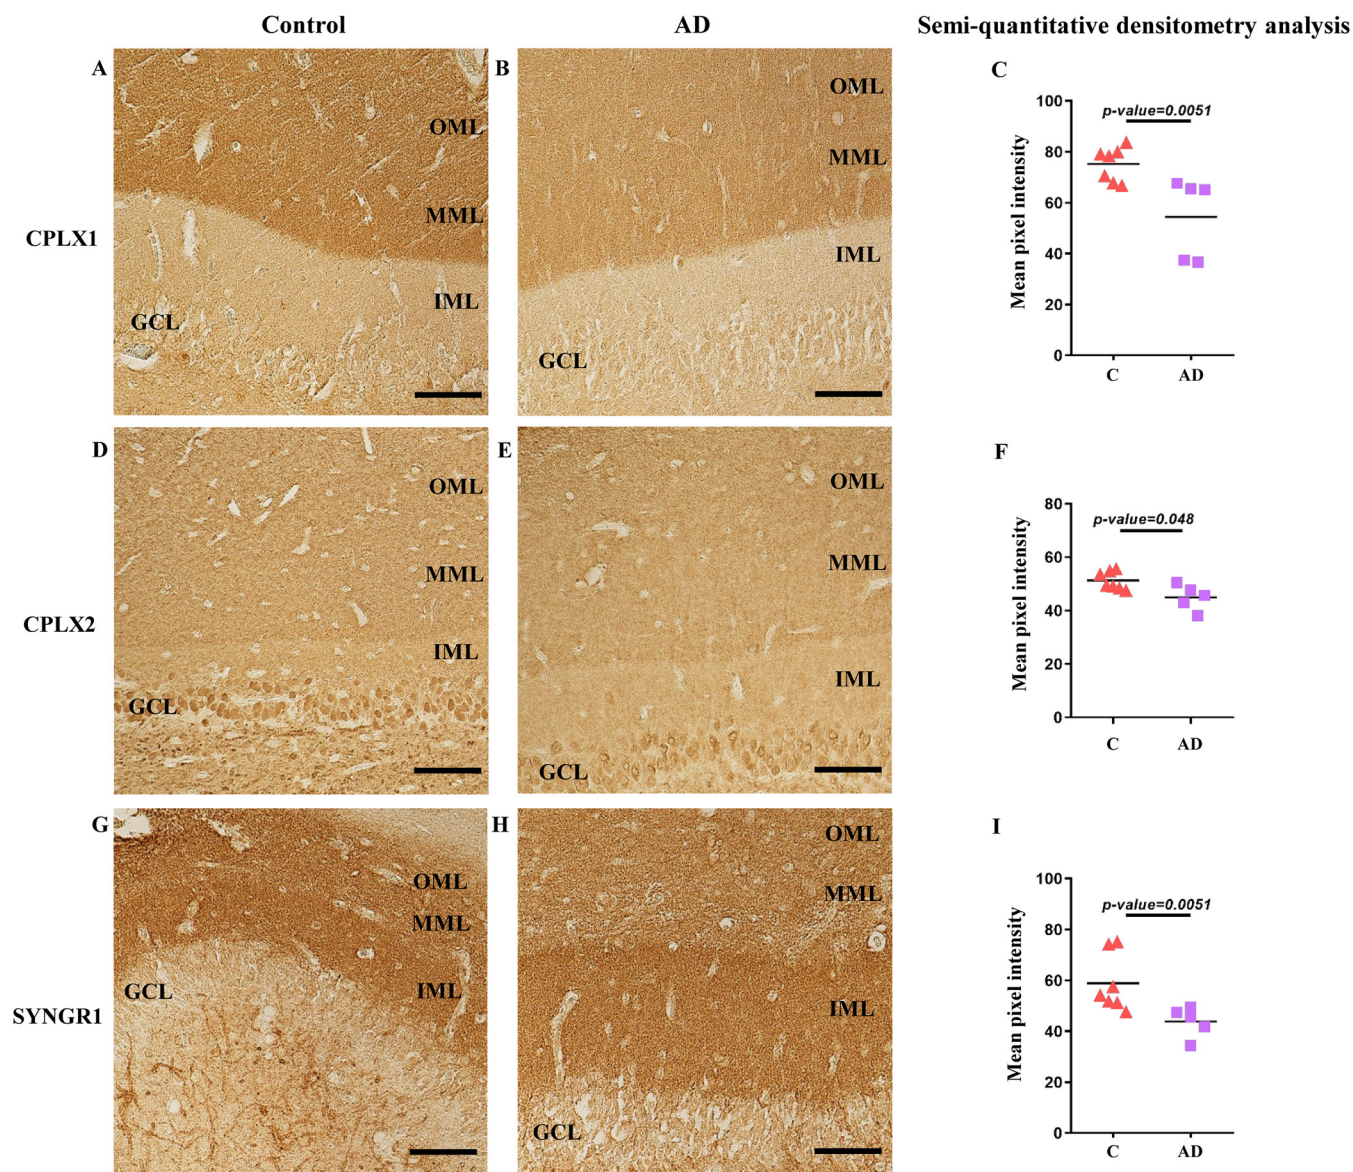 Control
AD
Semi-quantitative densitometry analysis
A
OML
MML
IML
GCL
B
OML
MML
IML
GCL
C
p-value=0.0051
Mean pixel intensity
100
80
60
40
20
0
C
AD
CPLX1
D
OML
MML
IML
GCL
E
OML
MML
IML
GCL
F
p-value=0.048
Mean pixel intensity
80
60
40
20
0
C
AD
CPLX2
G
OML
MML
IML
GCL
H
OML
MML
IML
GCL
I
p-value=0.0051
Mean pixel intensity
100
80
60
40
20
0
C
AD
SYNGR1